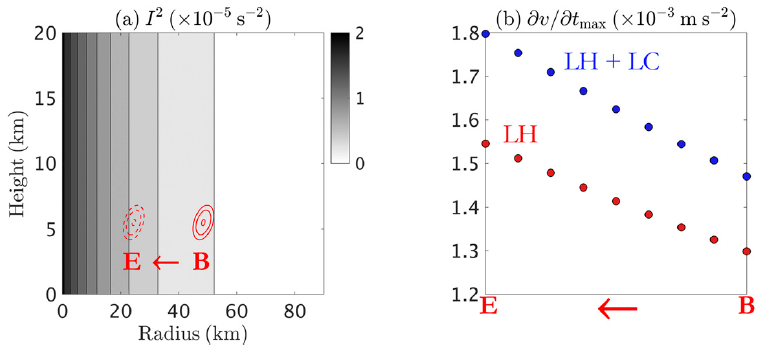 (a) I² (×10⁻⁵ s⁻²)
20
15
10
5
0
Height (km)
0 20 40 60 80
Radius (km)
2
1
0
E ← B
(b) ∂v/∂t_max (×10⁻³ m s⁻²)
1.8
1.7
1.6
1.5
1.4
1.3
1.2
LH + LC
LH
E ← B